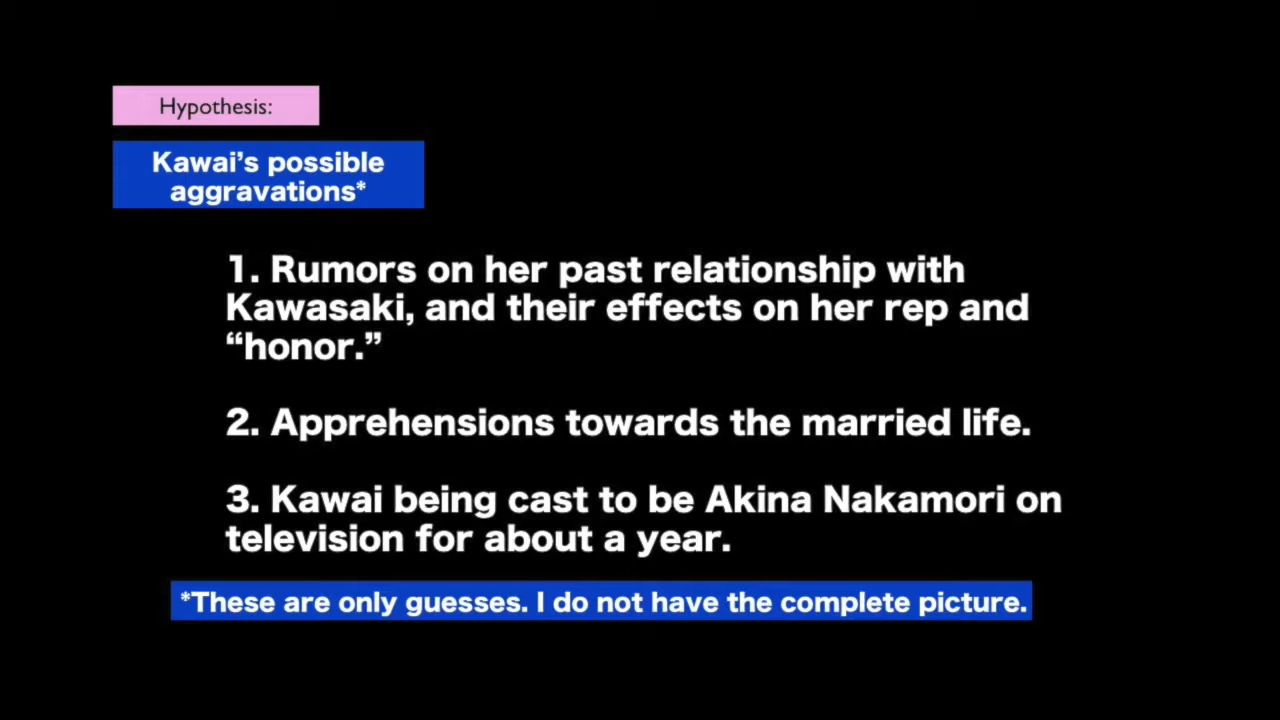 Hypothesis:
Kawai’s possible
aggravations*
1. Rumors on her past relationship with
Kawasaki, and their effects on her rep and
“honor.”
2. Apprehensions towards the married life.
3. Kawai being cast to be Akina Nakamori on
television for about a year.
*These are only guesses. I do not have the complete picture.